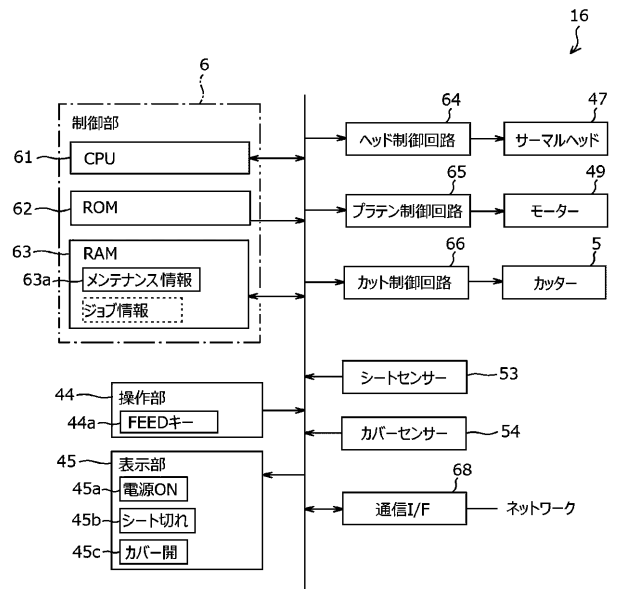 16
6
制御部
61
CPU
62
ROM
63
RAM
63a
メンテナンス情報
ジョブ情報
64
ヘッド制御回路
47
サーマルヘッド
65
プラテン制御回路
49
モーター
66
カット制御回路
5
カッター
シートセンサー
53
カバーセンサー
54
68
通信I/F
ネットワーク
44
操作部
44a
FEEDキー
45
表示部
45a
電源ON
45b
シート切れ
45c
カバー開